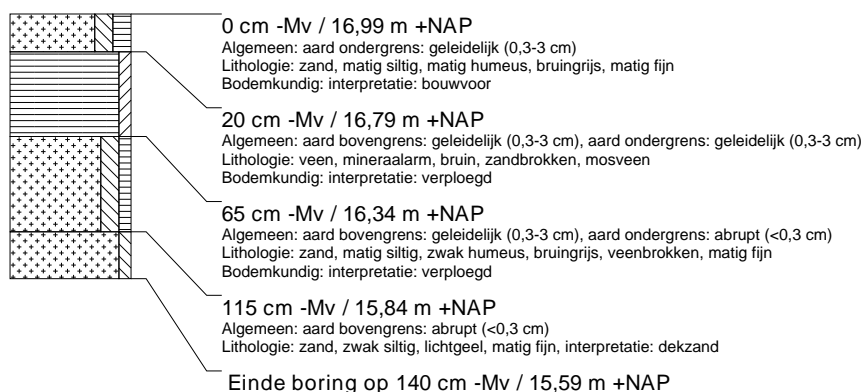 0 cm -Mv / 16,99 m +NAP
Algemeen: aard ondergrens: geleidelijk (0,3-3 cm)
Lithologie: zand, matig siltig, matig humeus, bruingrijs, matig fijn
Bodemkundig: interpretatie: bouwvoor
20 cm -Mv / 16,79 m +NAP
Algemeen: aard bovengrens: geleidelijk (0,3-3 cm), aard ondergrens: geleidelijk (0,3-3 cm)
Lithologie: veen, mineraalarm, bruin, zandbrokken, mosveen
Bodemkundig: interpretatie: verploegd
65 cm -Mv / 16,34 m +NAP
Algemeen: aard bovengrens: geleidelijk (0,3-3 cm), aard ondergrens: abrupt (<0,3 cm)
Lithologie: zand, matig siltig, zwak humeus, bruingrijs, veenbrokken, matig fijn
Bodemkundig: interpretatie: verploegd
115 cm -Mv / 15,84 m +NAP
Algemeen: aard bovengrens: abrupt (<0,3 cm)
Lithologie: zand, zwak siltig, lichtgeel, matig fijn, interpretatie: dekzand
Einde boring op 140 cm -Mv / 15,59 m +NAP